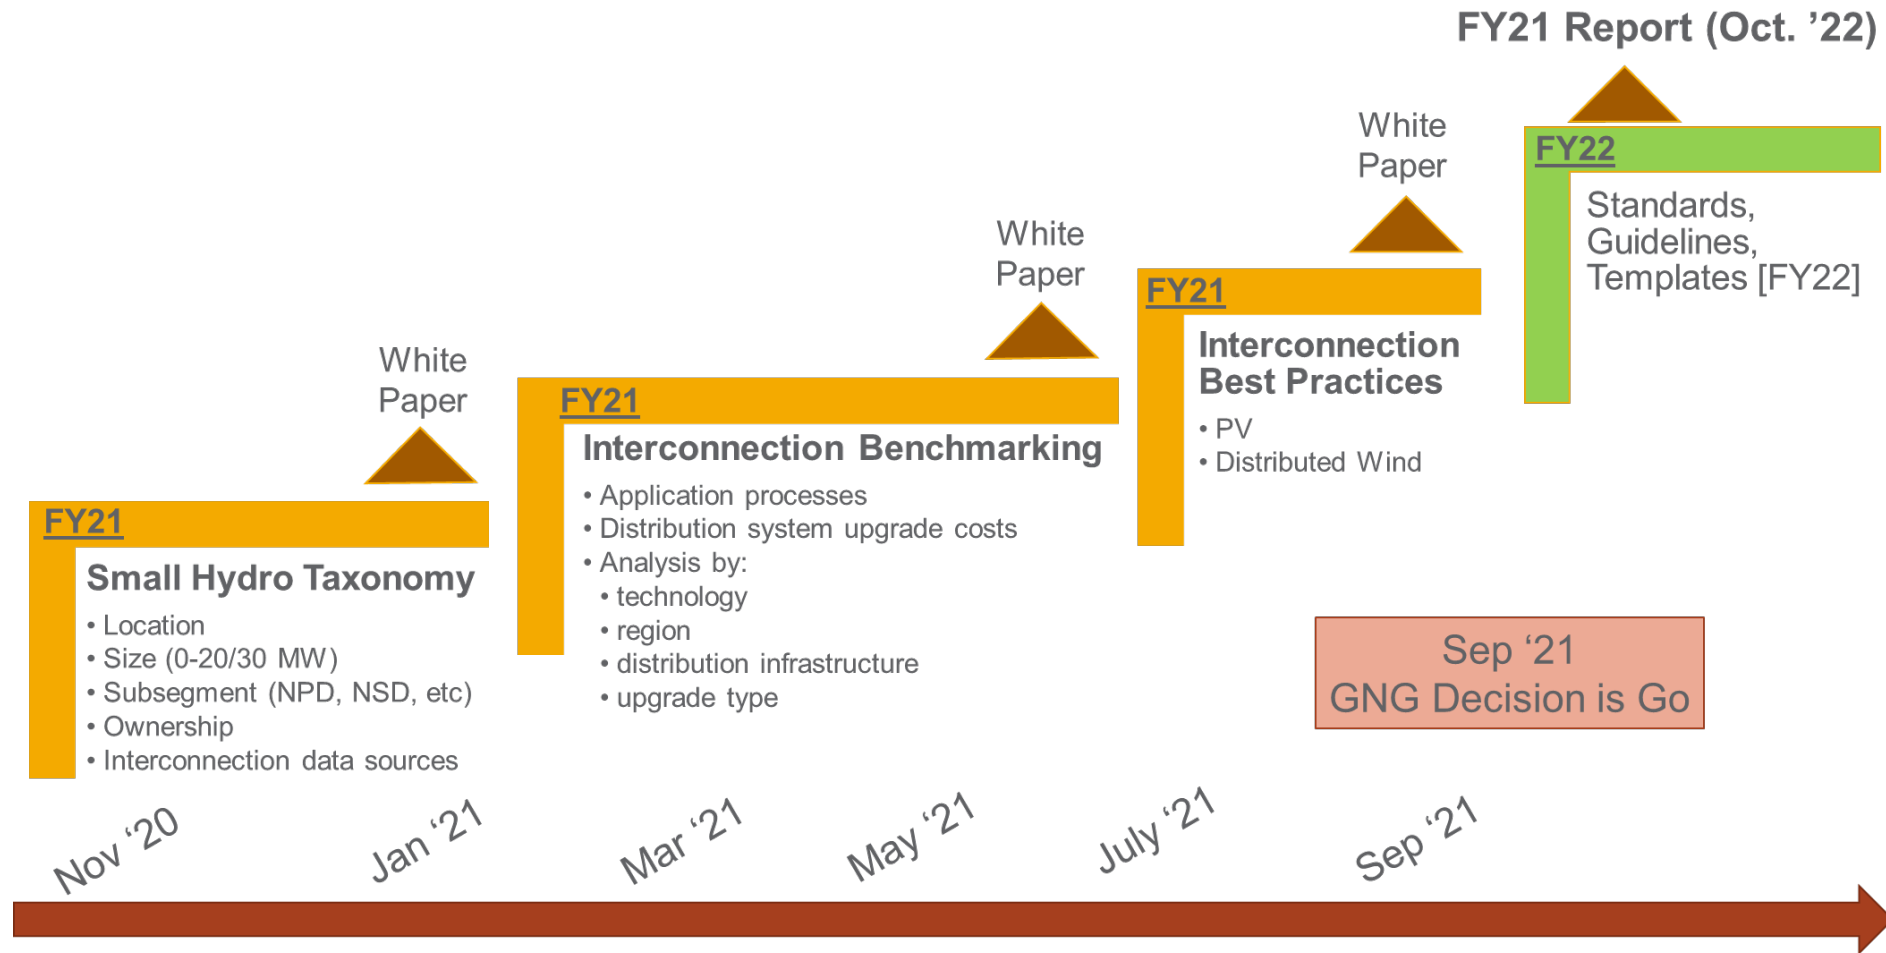 FY21 Report (Oct. ’22)
White
Paper
FY22
Standards,
Guidelines,
Templates [FY22]
White
Paper
FY21
Interconnection
Best Practices
• PV
• Distributed Wind
White
Paper
FY21
Interconnection Benchmarking
• Application processes
• Distribution system upgrade costs
• Analysis by:
• technology
• region
• distribution infrastructure
• upgrade type
FY21
Small Hydro Taxonomy
• Location
• Size (0-20/30 MW)
• Subsegment (NPD, NSD, etc)
• Ownership
• Interconnection data sources
Sep ‘21
GNG Decision is Go
Nov ‘20
Jan ‘21
Mar ‘21
May ‘21
July ‘21
Sep ‘21